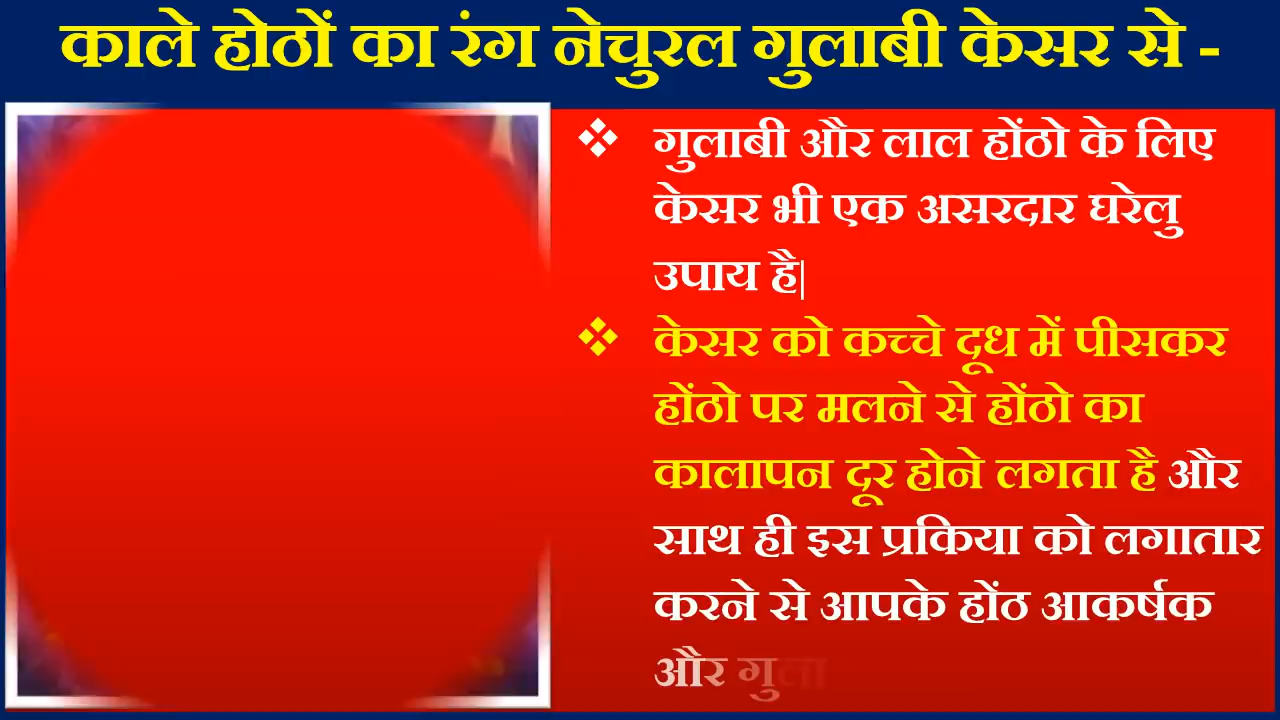 काले होठों का रंग नेचुरल गुलाबी केसर से -
❖ गुलाबी और लाल होंठो के लिए
केसर भी एक असरदार घरेलु
उपाय है|
❖ केसर को कच्चे दूध में पीसकर
होंठो पर मलने से होंठो का
कालापन दूर होने लगता है और
साथ ही इस प्रकिया को लगातार
करने से आपके होंठ आकर्षक
और